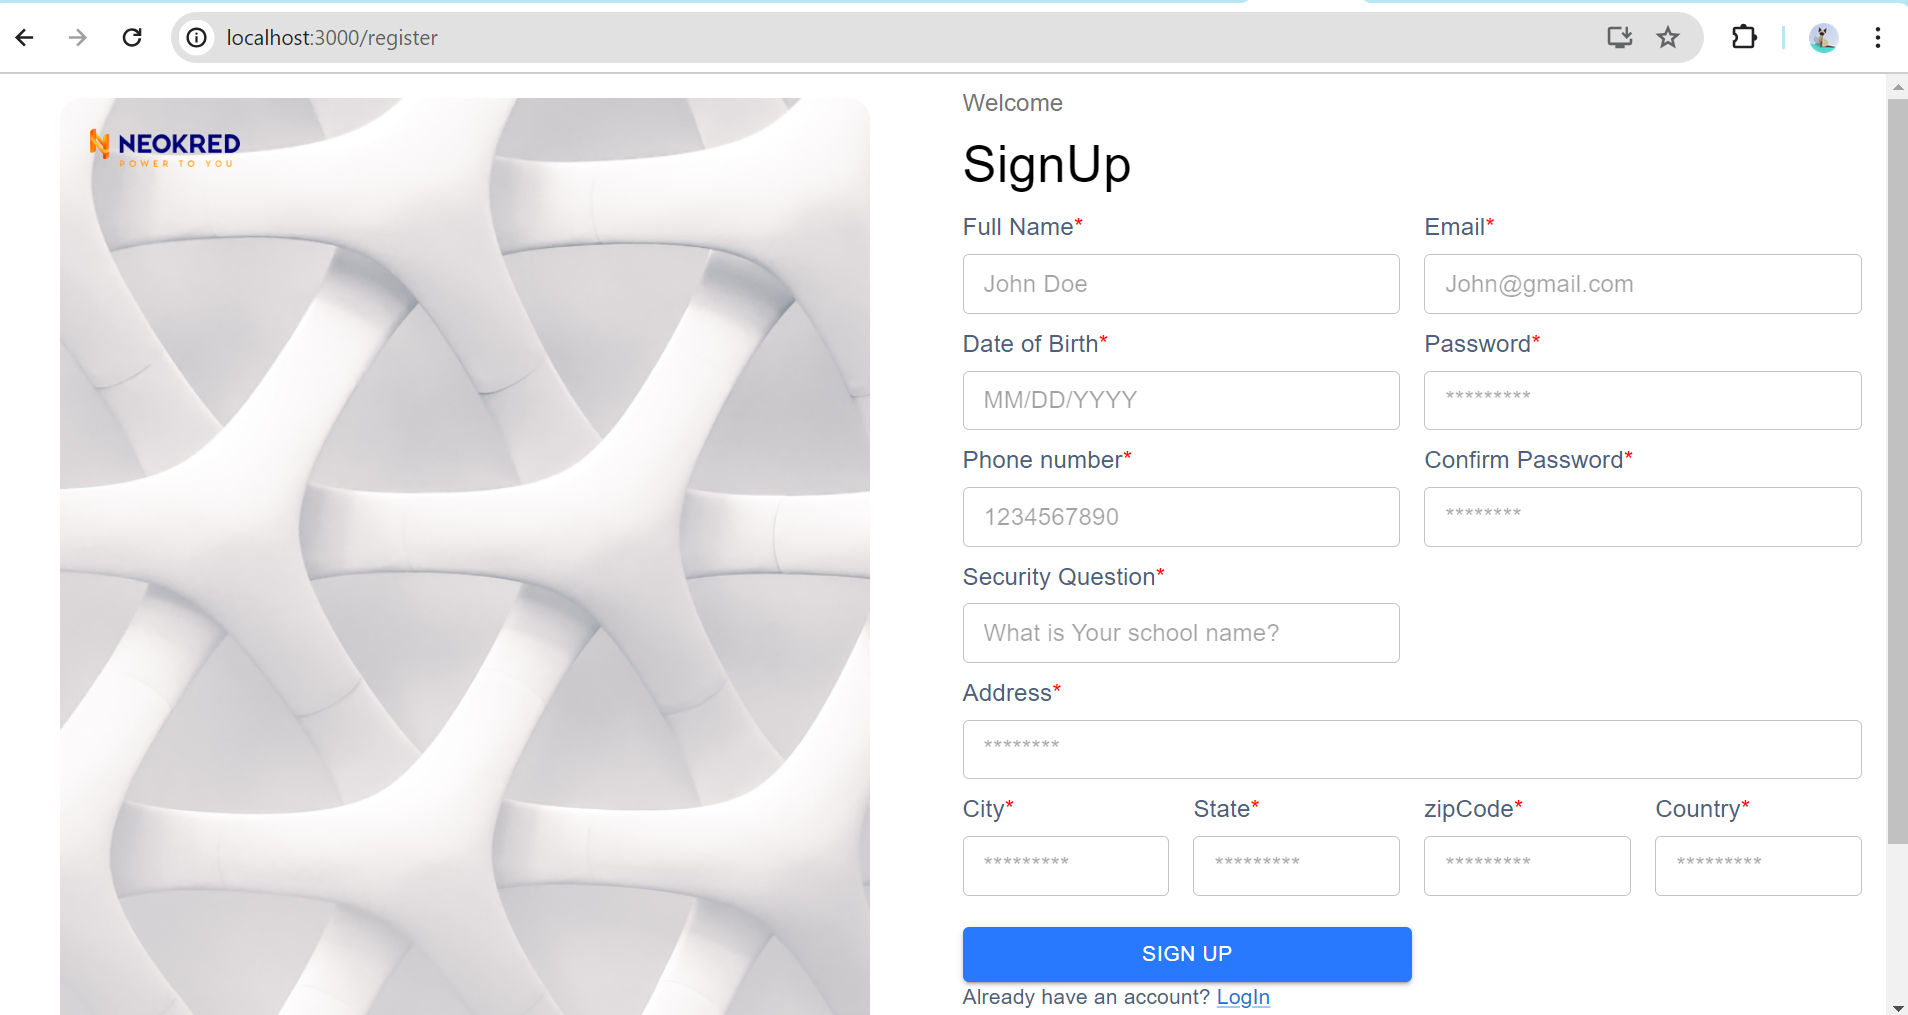 localhost:3000/register
NEOKRED
POWER TO YOU
Welcome
SignUp
Full Name* Email*
John Doe John@gmail.com
Date of Birth* Password*
MM/DD/YYYY *********
Phone number* Confirm Password*
1234567890 ********
Security Question*
What is Your school name?
Address*
********
City* State* zipCode* Country*
********* ********* ********* *********
SIGN UP
Already have an account? LogIn